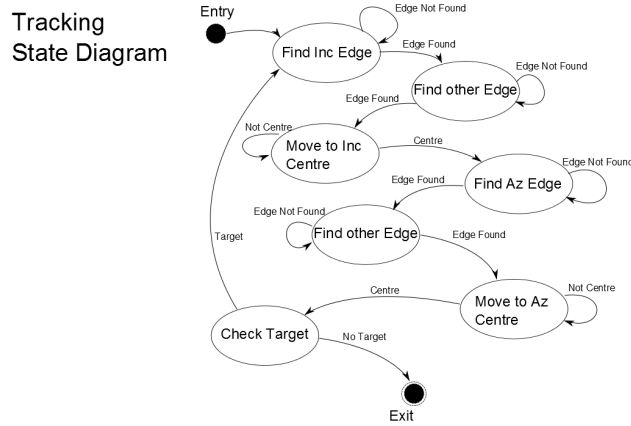 Tracking
State Diagram
Entry
Edge Not Found
Find Inc Edge
Edge Found
Edge Not Found
Find other Edge
Edge Found
Not Centre
Move to Inc
Centre
Centre
Edge Not Found
Find Az Edge
Edge Found
Edge Not Found
Find other Edge
Edge Found
Target
Not Centre
Centre
Move to Az
Centre
Check Target
No Target
Exit